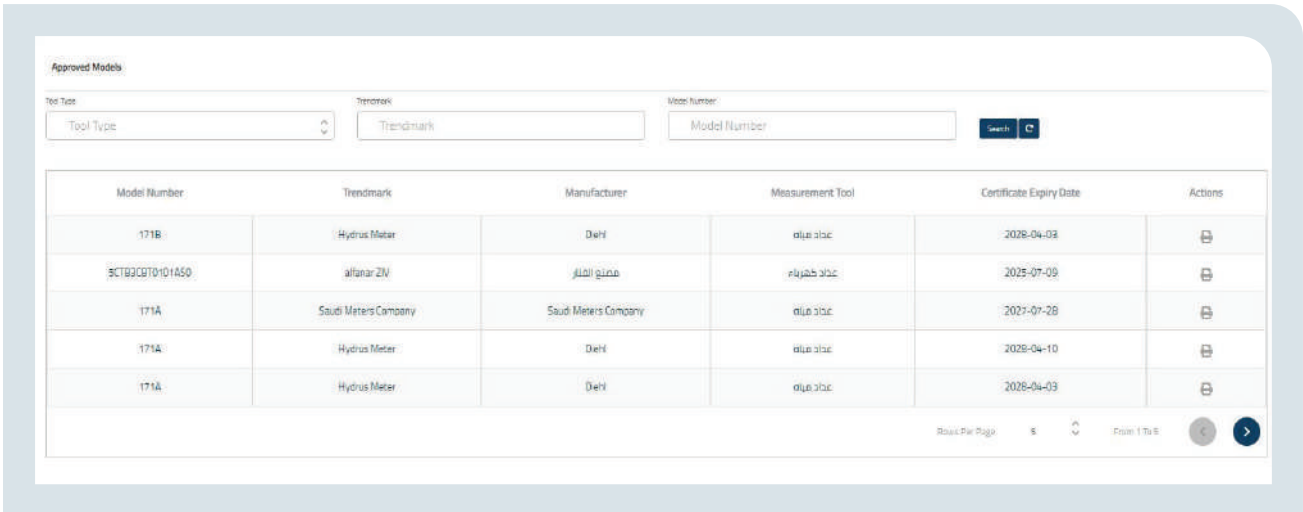 Approved Models
Tool Type Trendmark Model Number
Tool Type Trendmark Model Number Search
Model Number Trendmark Manufacturer Measurement Tool Certificate Expiry Date Actions
171B Hydrus Meter Diehl عداد مياه 2028-04-03
alfanar ZIV مصنع الفنار عداد كهرباء 2025-07-09
171A Saudi Meters Company Saudi Meters Company عداد مياه 2027-07-28
171A Hydrus Meter Diehl عداد مياه 2028-04-10
171A Hydrus Meter Diehl عداد مياه 2028-04-03
Rows Per Page 5 From 1 To 5